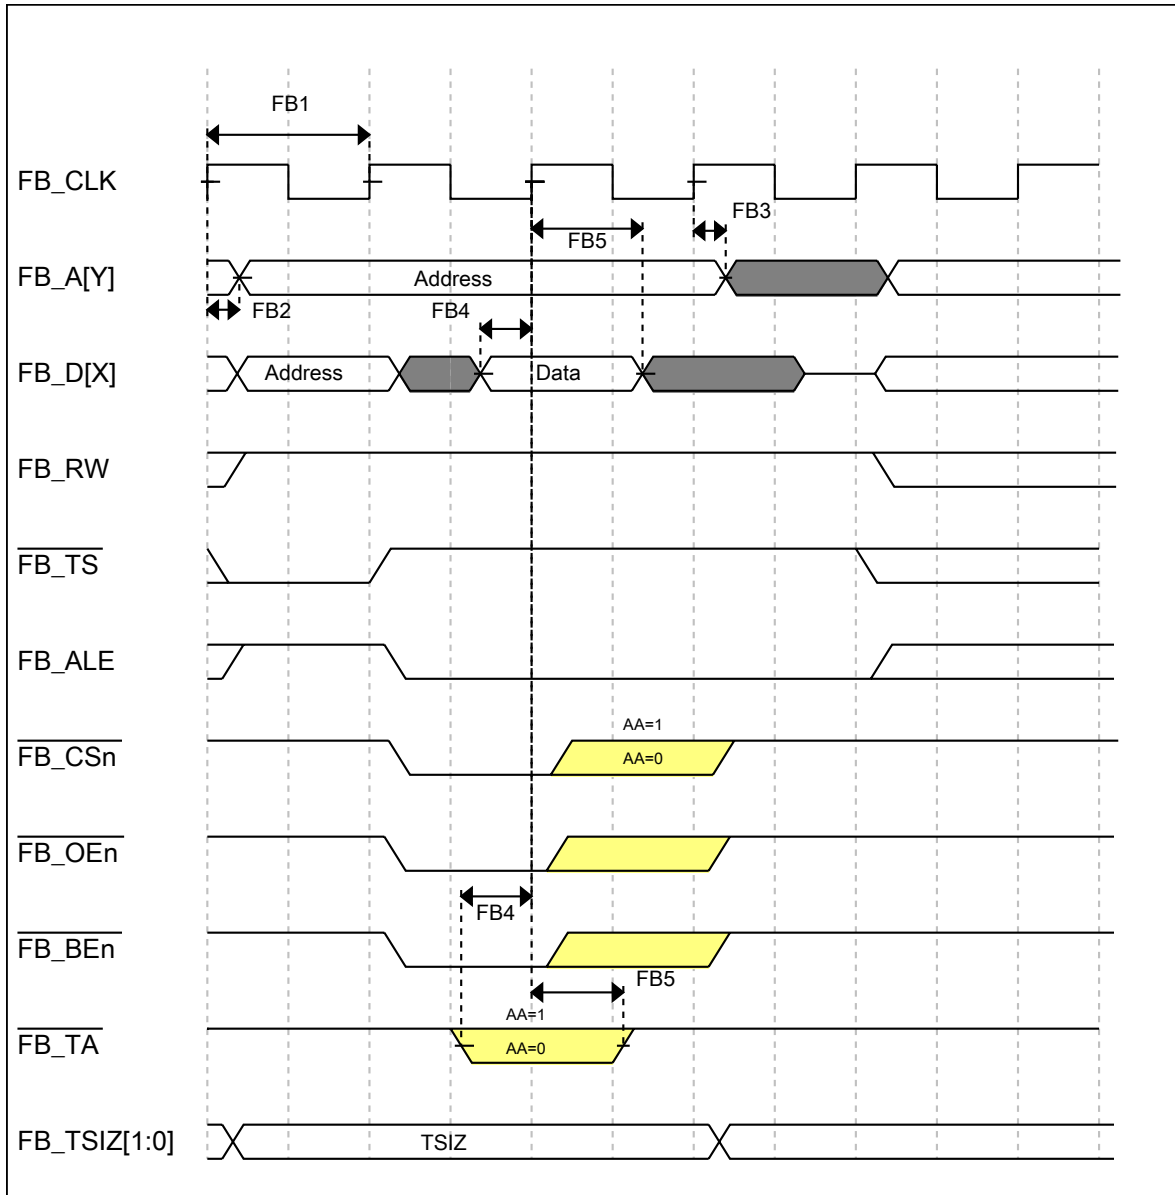 FB1
FB_CLK
FB3
FB5
FB_A[Y]
Address
FB2
FB4
FB_D[X]
Address
Data
FB_RW
FB_TS
FB_ALE
AA=1
FB_CSn
AA=0
FB_OEn
FB4
FB_BEn
FB5
AA=1
FB_TA
AA=0
FB_TSIZ[1:0]
TSIZ